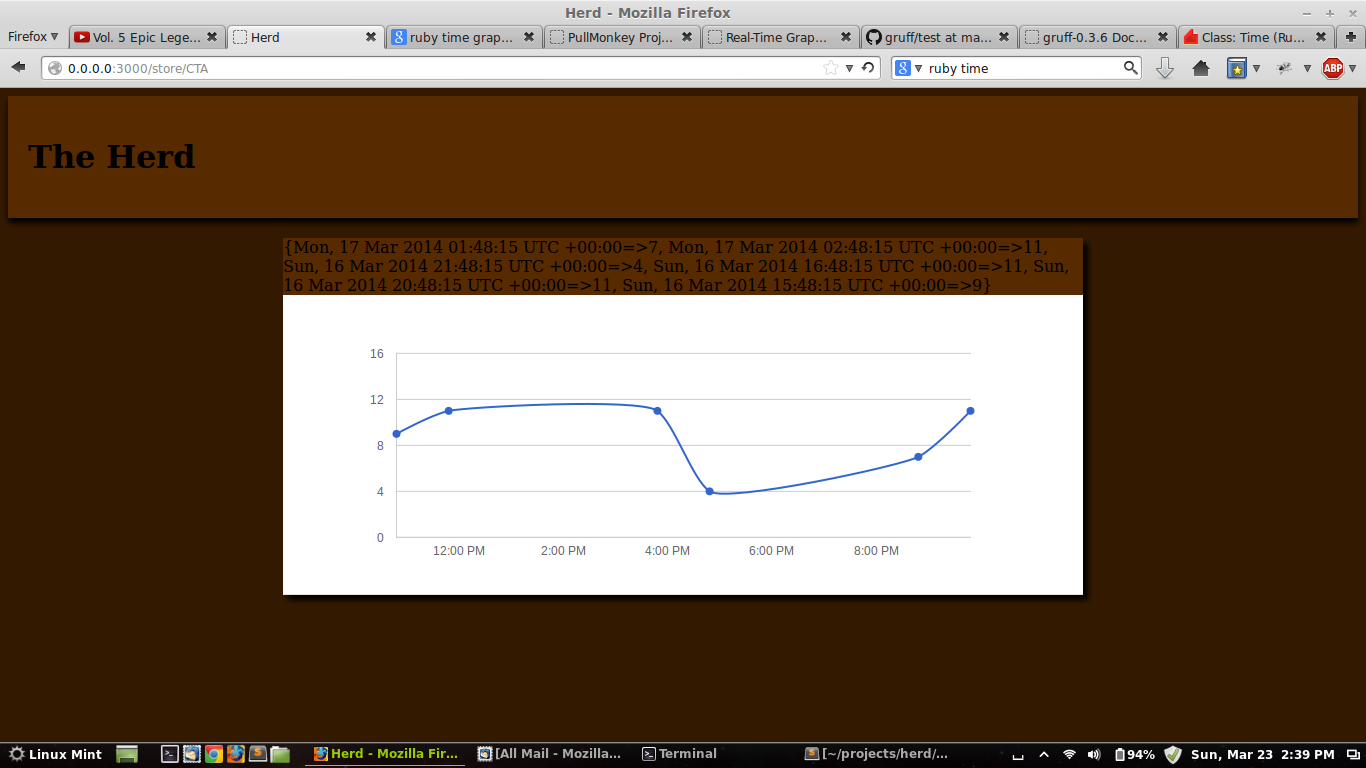 Herd - Mozilla Firefox
Firefox
Vol. 5 Epic Lege...
Herd
ruby time grap...
PullMonkey Proj...
Real-Time Grap...
gruff/test at ma...
gruff-0.3.6 Doc...
Class: Time (Ru...
0.0.0.0:3000/store/CTA
ruby time
ABP
The Herd
{Mon, 17 Mar 2014 01:48:15 UTC +00:00=>7, Mon, 17 Mar 2014 02:48:15 UTC +00:00=>11,
Sun, 16 Mar 2014 21:48:15 UTC +00:00=>4, Sun, 16 Mar 2014 16:48:15 UTC +00:00=>11, Sun,
16 Mar 2014 20:48:15 UTC +00:00=>11, Sun, 16 Mar 2014 15:48:15 UTC +00:00=>9}
16
12
8
4
0
12:00 PM
2:00 PM
4:00 PM
6:00 PM
8:00 PM
Linux Mint
Herd - Mozilla Fir...
[All Mail - Mozilla...
Terminal
[~/projects/herd/...
94%
Sun, Mar 23 2:39 PM